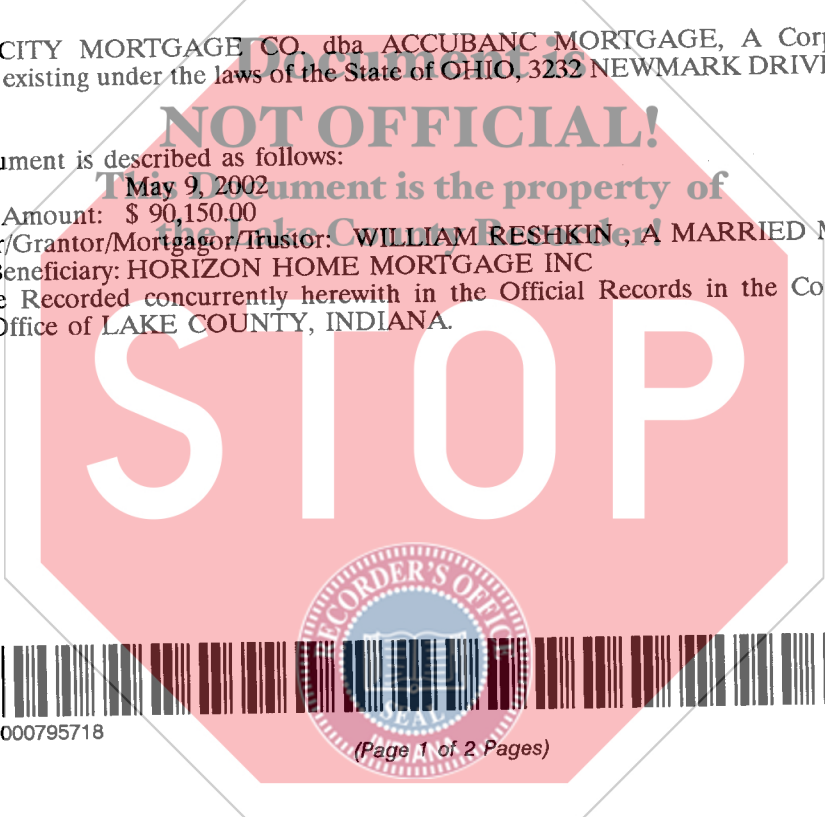 CITY MORTGAGE CO. dba ACCUBANC MORTGAGE, A Corp
existing under the laws of the State of OHIO, 3232 NEWMARK DRIVE
Document is
NOT OFFICIAL!
This Document is the property of
the Lake County Recorder!
ument is described as follows:
May 9, 2002
Amount: $ 90,150.00
r/Grantor/Mortgagor/Trustor: WILLIAM RESHKIN , A MARRIED M
Beneficiary: HORIZON HOME MORTGAGE INC
e Recorded concurrently herewith in the Official Records in the Co
Office of LAKE COUNTY, INDIANA.
STOP
RECORDER'S OFFICE
SEAL
INDIANA
000795718
(Page 1 of 2 Pages)